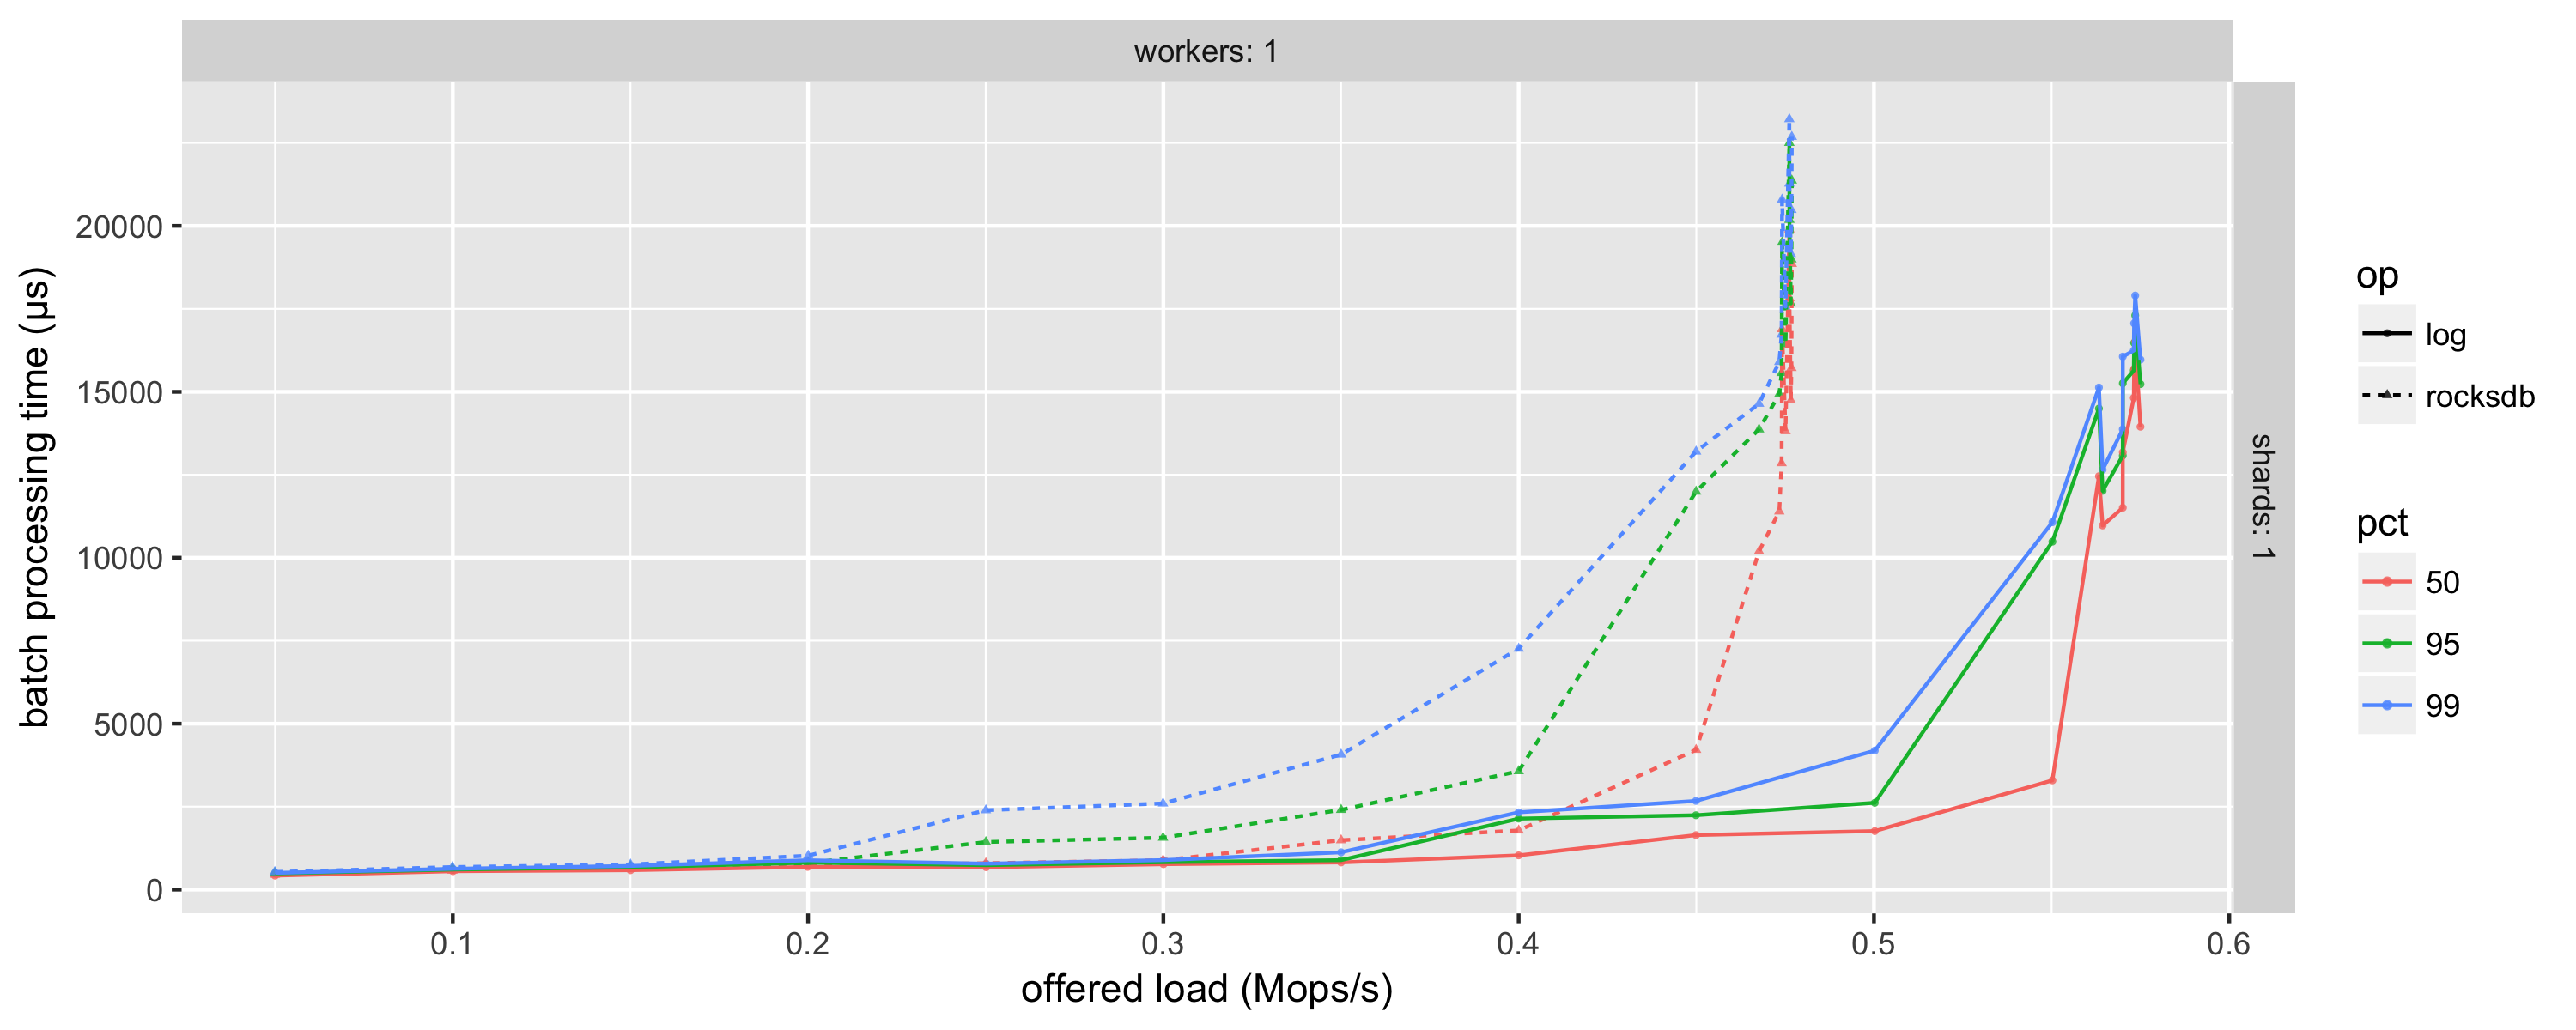 workers: 1
batch processing time (µs)
20000
15000
10000
5000
0
0.1
0.2
0.3
0.4
0.5
0.6
offered load (Mops/s)
shards: 1
op
log
rocksdb
pct
50
95
99